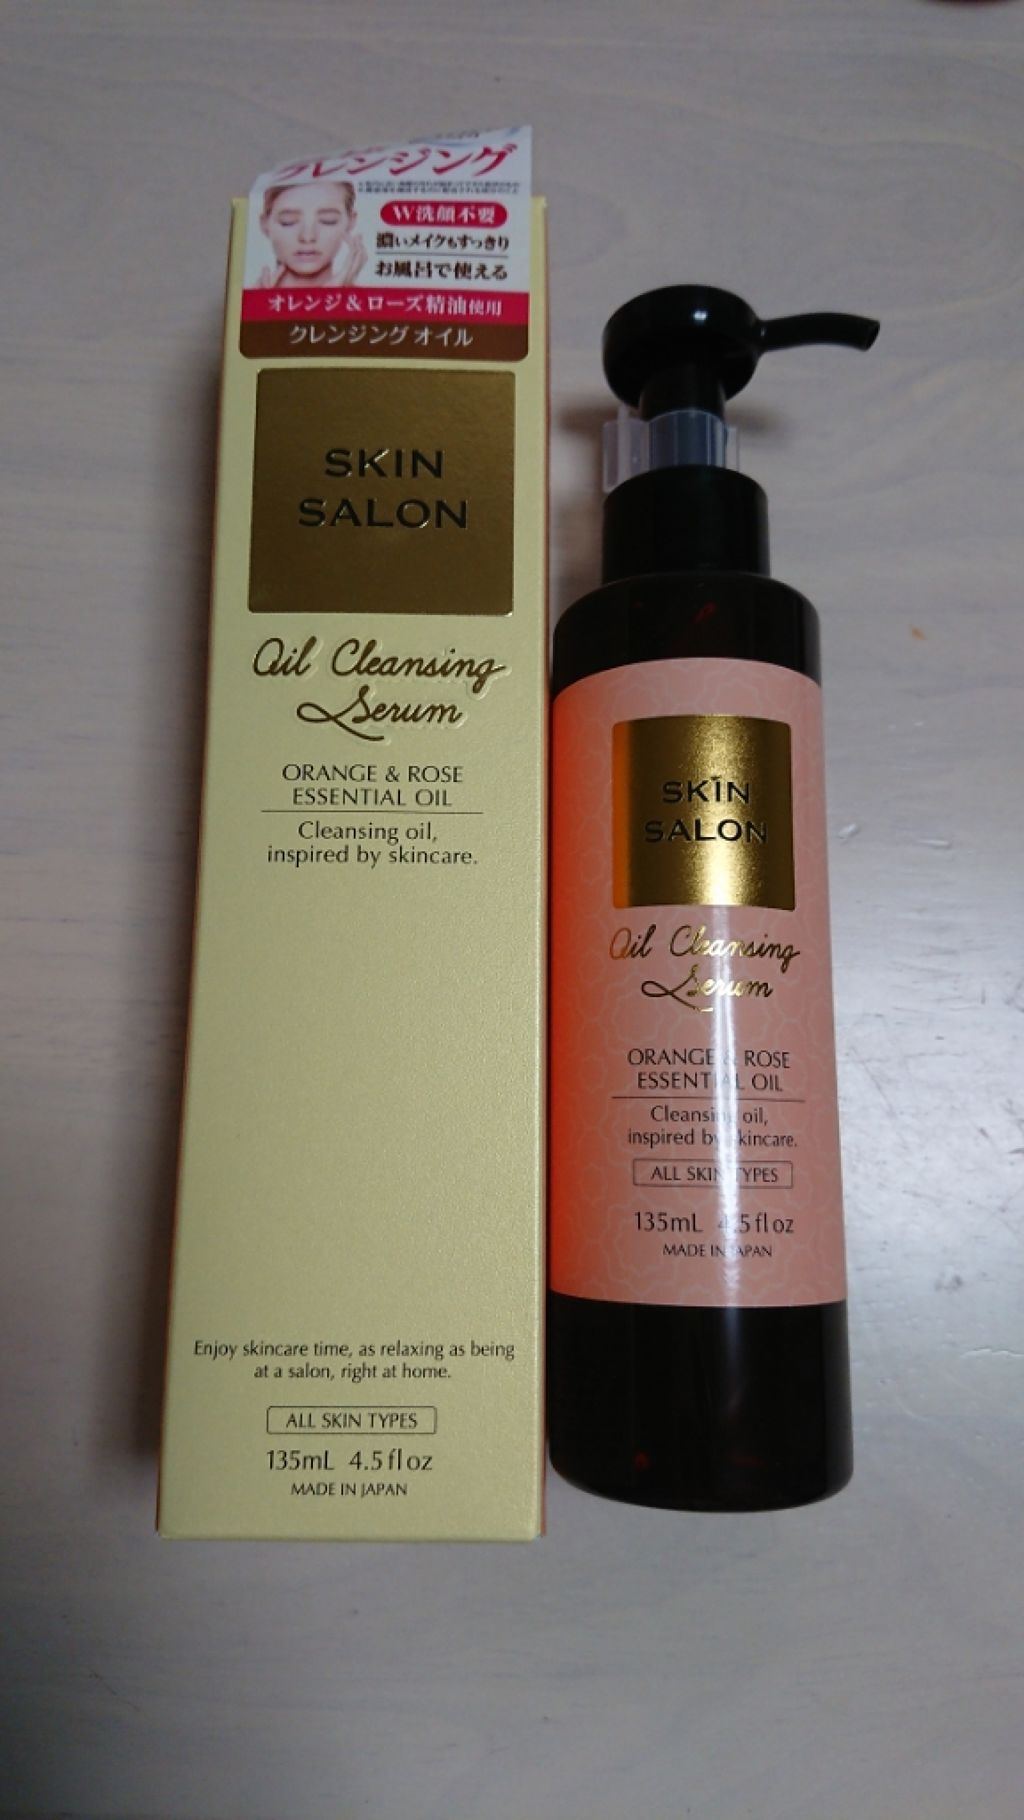 クレンジング
W洗顔不要
濃いメイクもすっきり
お風呂で使える
オレンジ&ローズ精油使用
クレンジングオイル
SKIN
SALON
Oil Cleansing
Serum
ORANGE & ROSE
ESSENTIAL OIL
Cleansing oil,
inspired by skincare.
Enjoy skincare time, as relaxing as being
at a salon, right at home.
ALL SKIN TYPES
135mL 4.5 fl oz
MADE IN JAPAN
SKIN
SALON
Oil Cleansing
Serum
ORANGE & ROSE
ESSENTIAL OIL
Cleansing oil,
inspired by skincare.
ALL SKIN TYPES
135mL 4.5 fl oz
MADE IN JAPAN